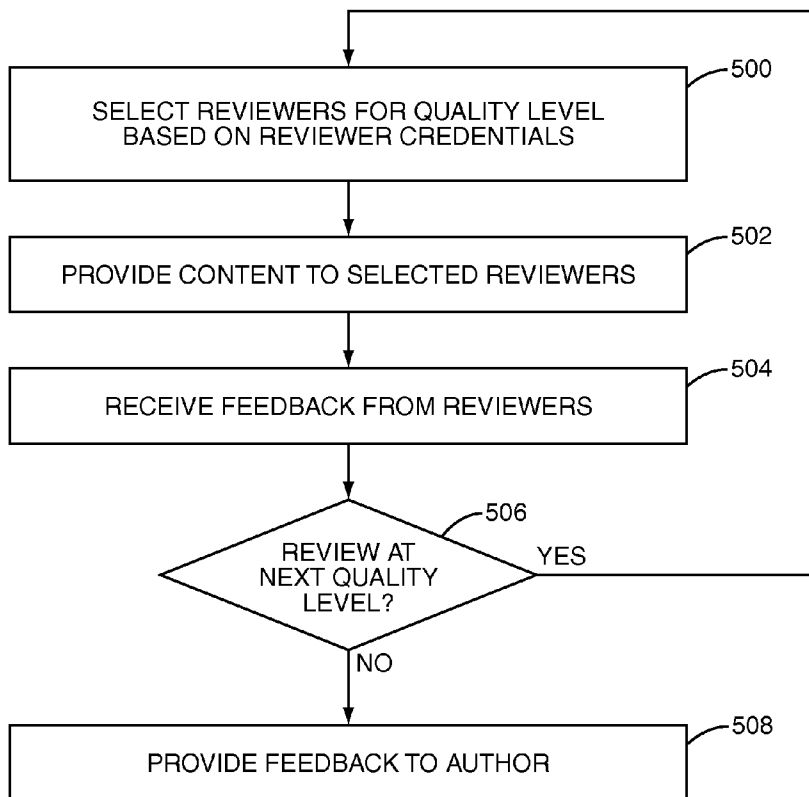 500
SELECT REVIEWERS FOR QUALITY LEVEL
BASED ON REVIEWER CREDENTIALS
502
PROVIDE CONTENT TO SELECTED REVIEWERS
504
RECEIVE FEEDBACK FROM REVIEWERS
506
REVIEW AT
NEXT QUALITY
LEVEL?
YES
NO
508
PROVIDE FEEDBACK TO AUTHOR